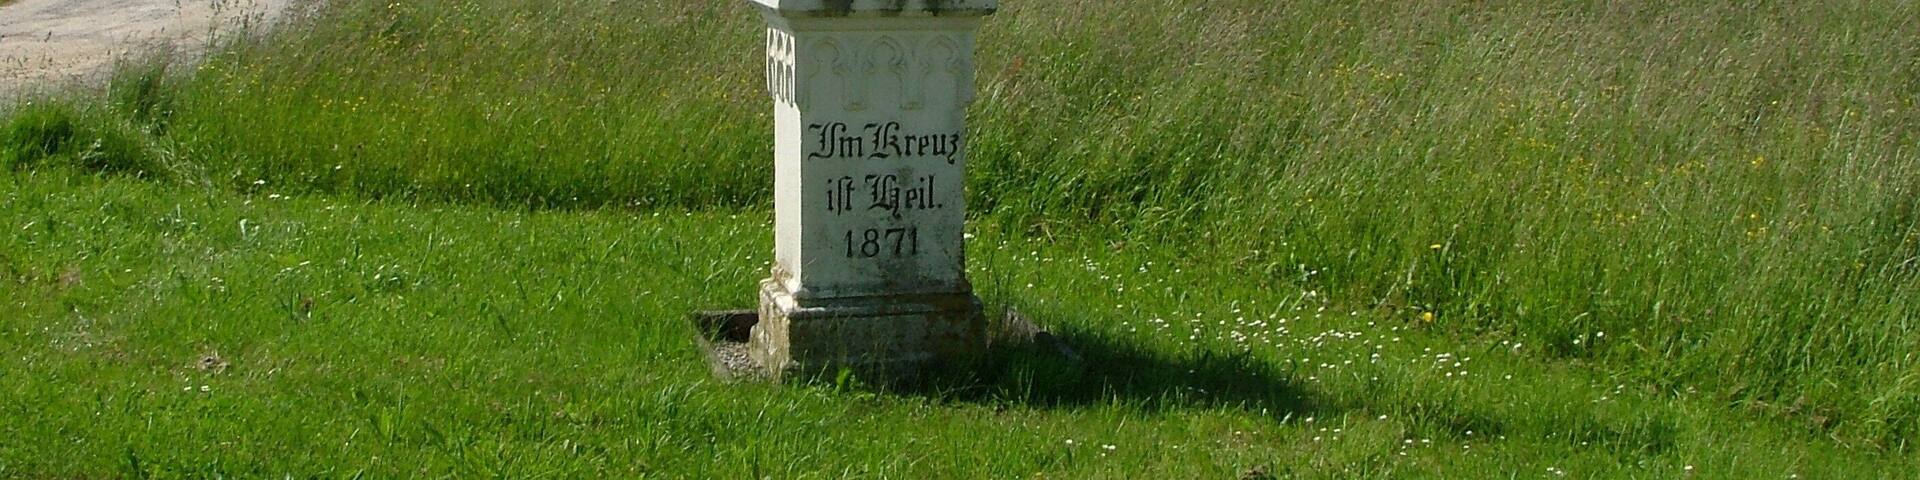 Im Kreuz
iſt Heil.
1871